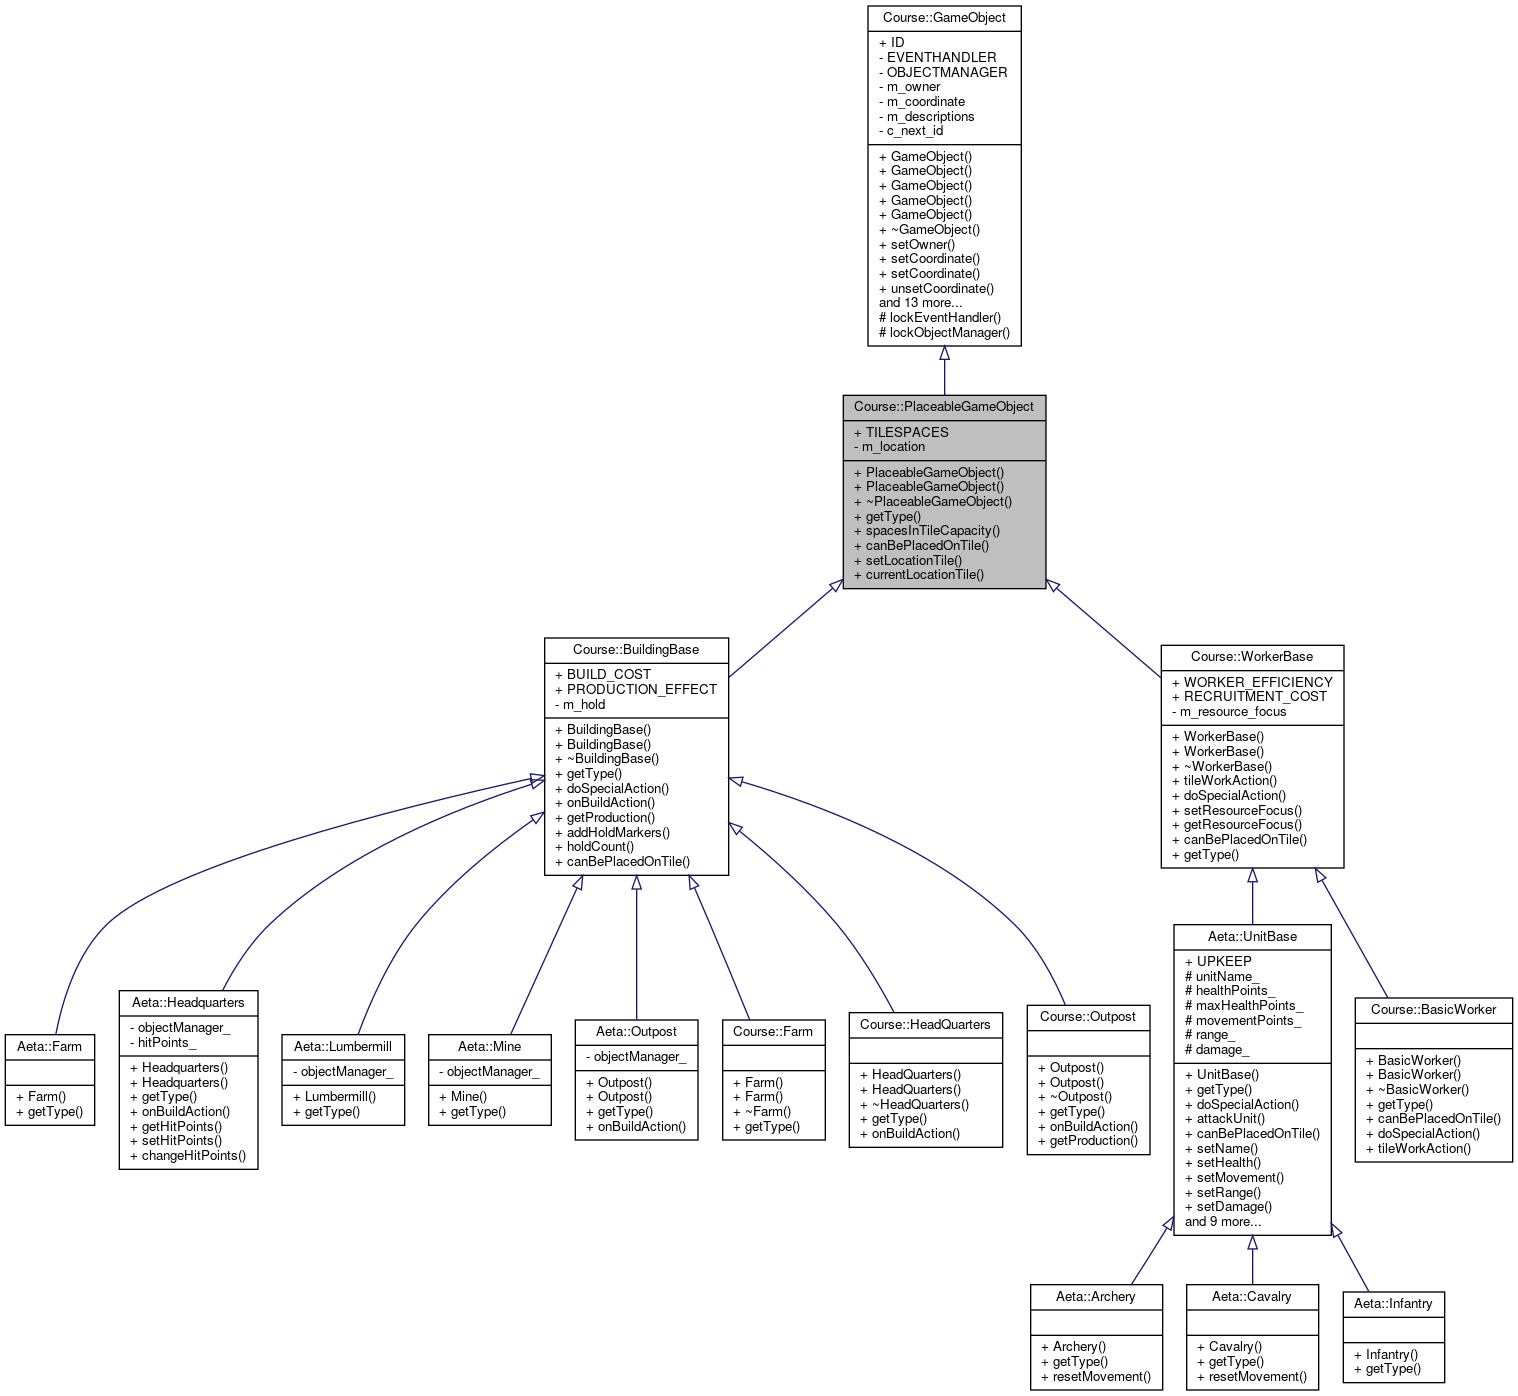 Course::GameObject
+ ID
- EVENTHANDLER
- OBJECTMANAGER
- m_owner
- m_coordinate
- m_descriptions
- c_next_id
+ GameObject()
+ GameObject()
+ GameObject()
+ GameObject()
+ GameObject()
+ ~GameObject()
+ setOwner()
+ setCoordinate()
+ setCoordinate()
+ unsetCoordinate()
and 13 more...
# lockEventHandler()
# lockObjectManager()
Course::PlaceableGameObject
+ TILESPACES
- m_location
+ PlaceableGameObject()
+ PlaceableGameObject()
+ ~PlaceableGameObject()
+ getType()
+ spacesInTileCapacity()
+ canBePlacedOnTile()
+ setLocationTile()
+ currentLocationTile()
Course::BuildingBase
+ BUILD_COST
+ PRODUCTION_EFFECT
- m_hold
+ BuildingBase()
+ BuildingBase()
+ ~BuildingBase()
+ getType()
+ doSpecialAction()
+ onBuildAction()
+ getProduction()
+ addHoldMarkers()
+ holdCount()
+ canBePlacedOnTile()
Course::WorkerBase
+ WORKER_EFFICIENCY
+ RECRUITMENT_COST
- m_resource_focus
+ WorkerBase()
+ WorkerBase()
+ ~WorkerBase()
+ tileWorkAction()
+ doSpecialAction()
+ setResourceFocus()
+ getResourceFocus()
+ canBePlacedOnTile()
+ getType()
Aeta::Farm
+ Farm()
+ getType()
Aeta::Headquarters
- objectManager_
- hitPoints_
+ Headquarters()
+ Headquarters()
+ getType()
+ onBuildAction()
+ getHitPoints()
+ setHitPoints()
+ changeHitPoints()
Aeta::Lumbermill
- objectManager_
+ Lumbermill()
+ getType()
Aeta::Mine
- objectManager_
+ Mine()
+ getType()
Aeta::Outpost
- objectManager_
+ Outpost()
+ Outpost()
+ getType()
+ onBuildAction()
Course::Farm
+ Farm()
+ Farm()
+ ~Farm()
+ getType()
Course::HeadQuarters
+ HeadQuarters()
+ HeadQuarters()
+ ~HeadQuarters()
+ getType()
+ onBuildAction()
Course::Outpost
+ Outpost()
+ Outpost()
+ ~Outpost()
+ getType()
+ onBuildAction()
+ getProduction()
Aeta::UnitBase
+ UPKEEP
# unitName_
# healthPoints_
# maxHealthPoints_
# movementPoints_
# range_
# damage_
+ UnitBase()
+ getType()
+ doSpecialAction()
+ attackUnit()
+ canBePlacedOnTile()
+ setName()
+ setHealth()
+ setMovement()
+ setRange()
+ setDamage()
and 9 more...
Course::BasicWorker
+ BasicWorker()
+ BasicWorker()
+ ~BasicWorker()
+ getType()
+ canBePlacedOnTile()
+ doSpecialAction()
+ tileWorkAction()
Aeta::Archery
+ Archery()
+ getType()
+ resetMovement()
Aeta::Cavalry
+ Cavalry()
+ getType()
+ resetMovement()
Aeta::Infantry
+ Infantry()
+ getType()